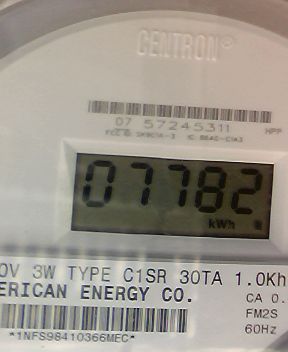 CENTRON®
07 57245311
HPP
07782
kWh
0V 3W TYPE C1SR 30TA 1.0Kh
ERICAN ENERGY CO.
CA 0.
FM2S
60Hz
*1NFS98410366MEC*